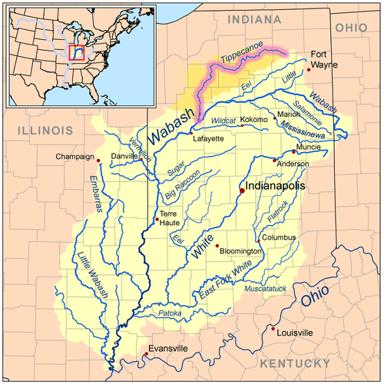 INDIANA
OHIO
Tippecanoe
Fort
Wayne
Eel
Little
Wabash
Wabash
Salamonie
Marion
Mississinewa
Wildcat
Kokomo
ILLINOIS
Lafayette
Muncie
Vermilion
Champaign
Danville
Anderson
Sugar
Big Raccoon
Indianapolis
Embarras
Terre
Haute
Flatrock
Eel
White
Columbus
Bloomington
Little Wabash
East Fork White
Muscatatuck
Patoka
Ohio
Louisville
Evansville
KENTUCKY